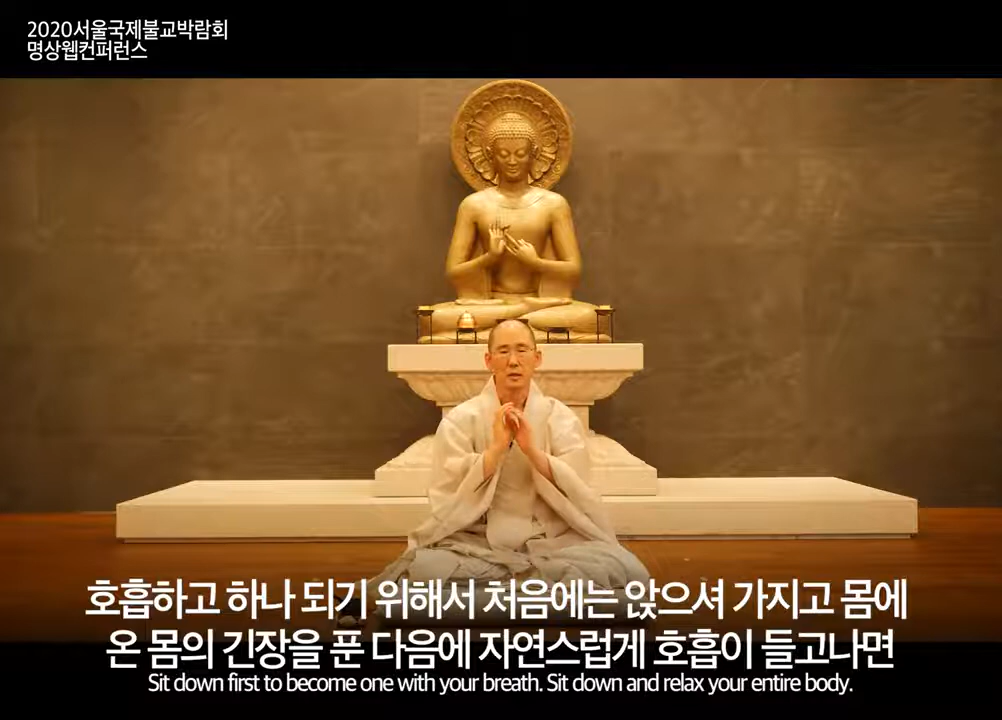 2020서울국제불교박람회
명상웹컨퍼런스
호흡하고 하나 되기 위해서 처음에는 앉으셔 가지고 몸에
온 몸의 긴장을 푼 다음에 자연스럽게 호흡이 들고나면
Sit down first to become one with your breath. Sit down and relax your entire body.